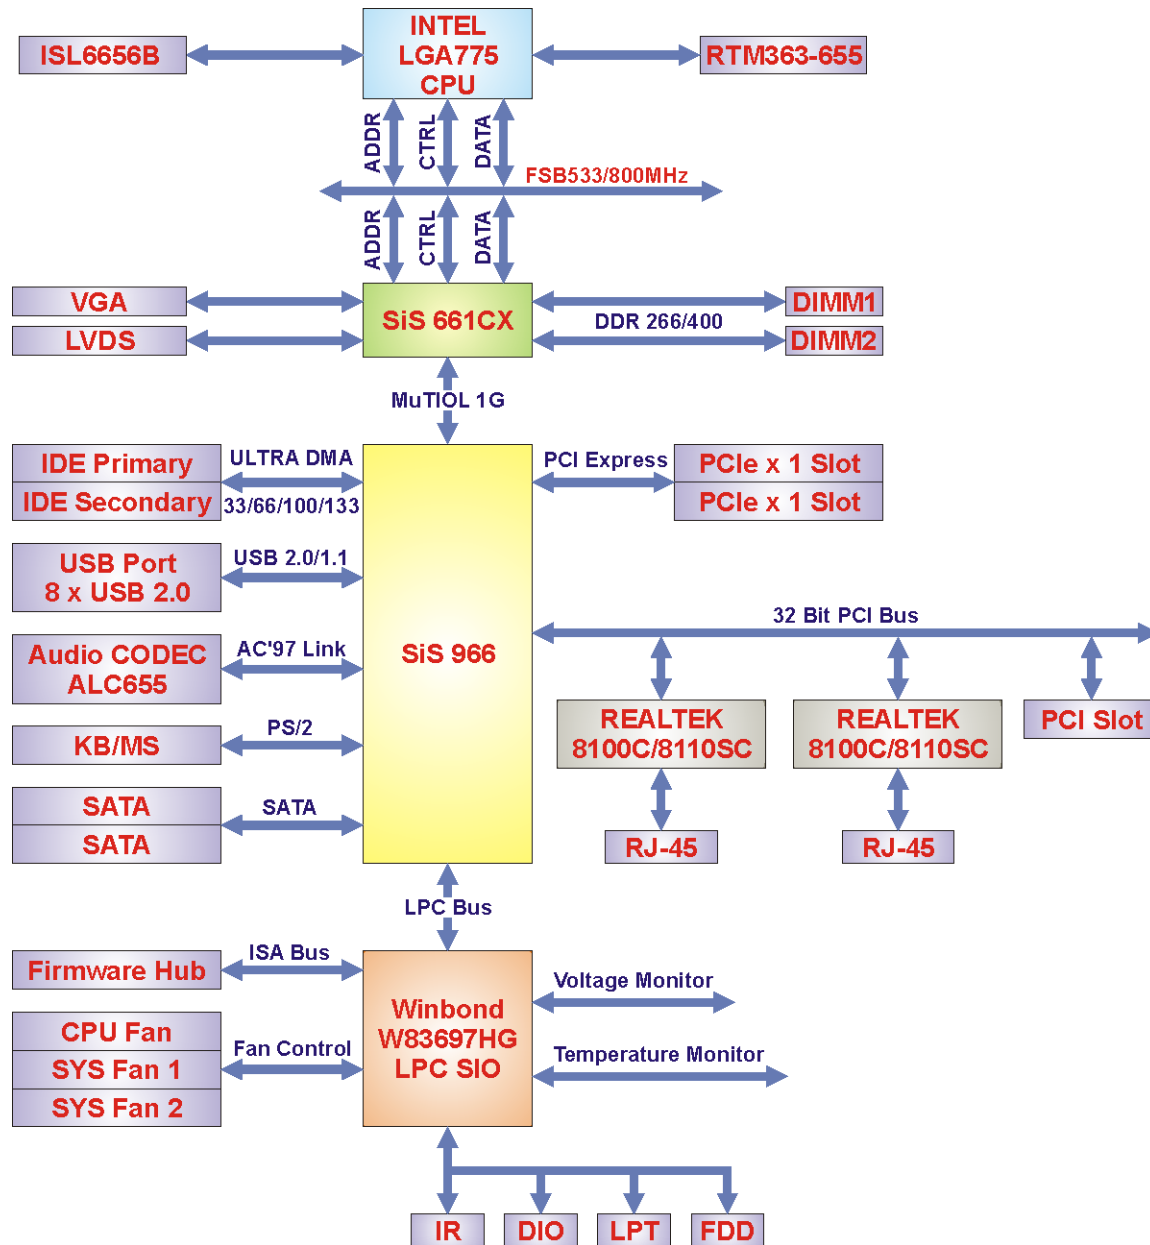 INTEL
LGA775
CPU
ISL6656B
RTM363-655
ADDR
CTRL
DATA
FSB533/800MHz
ADDR
CTRL
DATA
VGA
LVDS
SiS 661CX
DDR 266/400
DIMM1
DIMM2
MuTIOL 1G
IDE Primary
IDE Secondary
ULTRA DMA
33/66/100/133
PCI Express
PCIe x 1 Slot
PCIe x 1 Slot
USB Port
8 x USB 2.0
USB 2.0/1.1
SiS 966
32 Bit PCI Bus
Audio CODEC
ALC655
AC'97 Link
REALTEK
8100C/8110SC
REALTEK
8100C/8110SC
PCI Slot
KB/MS
PS/2
SATA
SATA
SATA
RJ-45
RJ-45
LPC Bus
Firmware Hub
ISA Bus
Winbond
W83697HG
LPC SIO
Voltage Monitor
Temperature Monitor
CPU Fan
SYS Fan 1
SYS Fan 2
Fan Control
IR
DIO
LPT
FDD